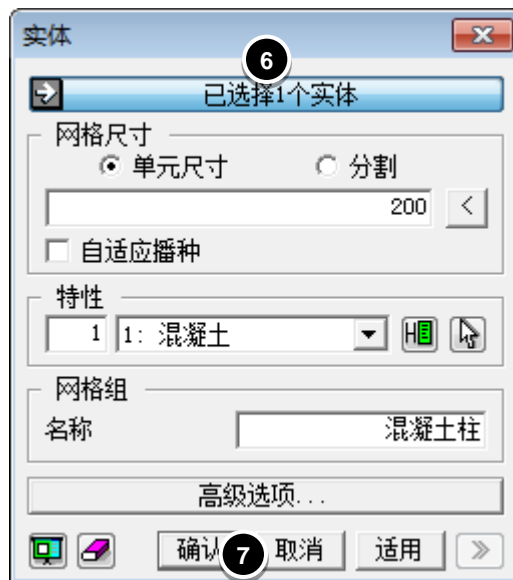 实体
6
已选择1个实体
网格尺寸
单元尺寸 分割
200 <
自适应播种
特性
1 1: 混凝土
网格组
名称 混凝土柱
高级选项...
确认 7 取消 适用 >>